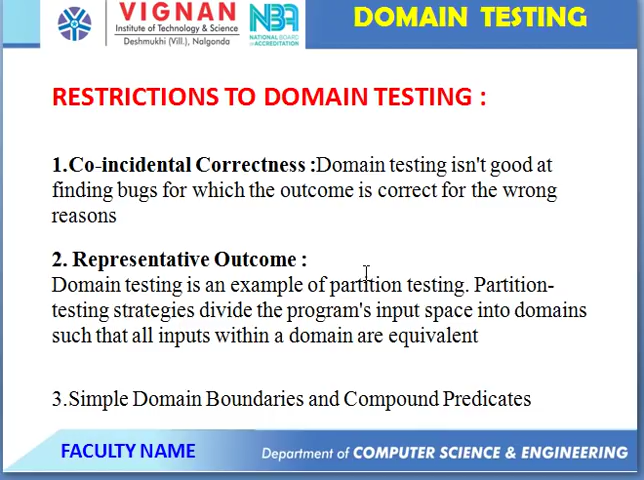 VIGNAN
Institute of Technology & Science
Deshmukhi (Vill.), Nalgonda
NBA
NATIONAL BOARD
of ACCREDITATION
DOMAIN TESTING
RESTRICTIONS TO DOMAIN TESTING :
1.Co-incidental Correctness :Domain testing isn't good at
finding bugs for which the outcome is correct for the wrong
reasons
2. Representative Outcome :
Domain testing is an example of partition testing. Partition-
testing strategies divide the program's input space into domains
such that all inputs within a domain are equivalent
3.Simple Domain Boundaries and Compound Predicates
FACULTY NAME
Department of COMPUTER SCIENCE & ENGINEERING